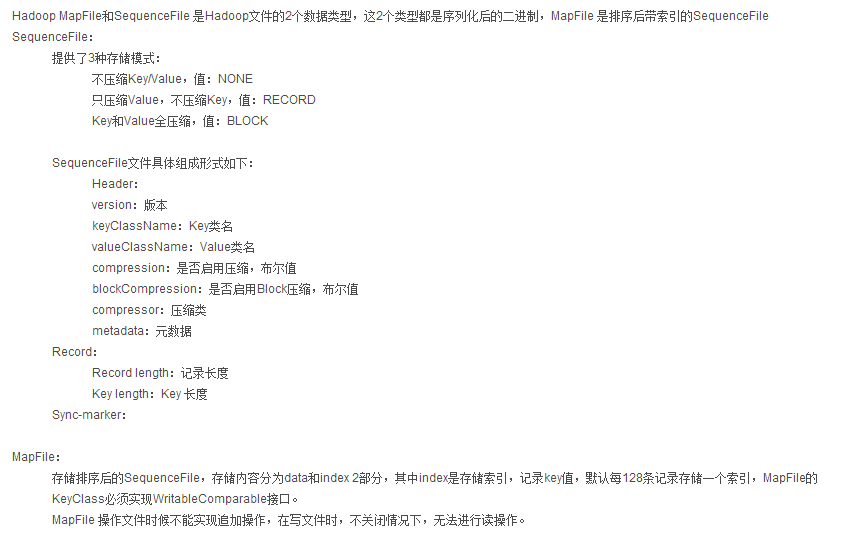 Hadoop MapFile和SequenceFile 是Hadoop文件的2个数据类型，这2个类型都是序列化后的二进制，MapFile 是排序后带索引的SequenceFile
SequenceFile：
提供了3种存储模式：
不压缩Key/Value，值：NONE
只压缩Value，不压缩Key，值：RECORD
Key和Value全压缩，值：BLOCK
SequenceFile文件具体组成形式如下：
Header：
version：版本
keyClassName：Key类名
valueClassName：Value类名
compression：是否启用压缩，布尔值
blockCompression：是否启用Block压缩，布尔值
compressor：压缩类
metadata：元数据
Record：
Record length：记录长度
Key length：Key 长度
Sync-marker：
MapFile：
存储排序后的SequenceFile，存储内容分为data和index 2部分，其中index是存储索引，记录key值，默认每128条记录存储一个索引，MapFile的
KeyClass必须实现WritableComparable接口。
MapFile 操作文件时候不能实现追加操作，在写文件时，不关闭情况下，无法进行读操作。